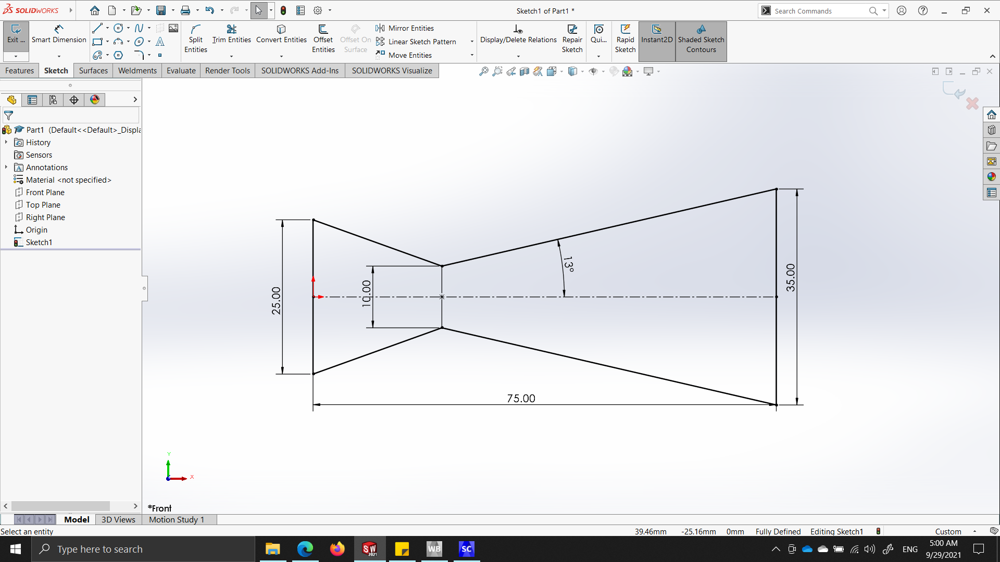 SOLIDWORKS
Sketch1 of Part1 *
Search Commands
Exit ...
Smart Dimension
Split Entities
Trim Entities
Convert Entities
Offset Entities
Offset On Surface
Mirror Entities
Linear Sketch Pattern
Move Entities
Display/Delete Relations
Repair Sketch
Qui...
Rapid Sketch
Instant2D
Shaded Sketch Contours
Features
Sketch
Surfaces
Weldments
Evaluate
Render Tools
SOLIDWORKS Add-Ins
SOLIDWORKS Visualize
Part1 (Default<<Default>_Displa
History
Sensors
Annotations
Material <not specified>
Front Plane
Top Plane
Right Plane
Origin
Sketch1
25.00
10.00
13°
35.00
75.00
Y
X
*Front
Model
3D Views
Motion Study 1
Select an entity
39.46mm
-25.16mm
0mm
Fully Defined
Editing Sketch1
Custom
Type here to search
SW
2021
WB
SC
ENG
5:00 AM
9/29/2021